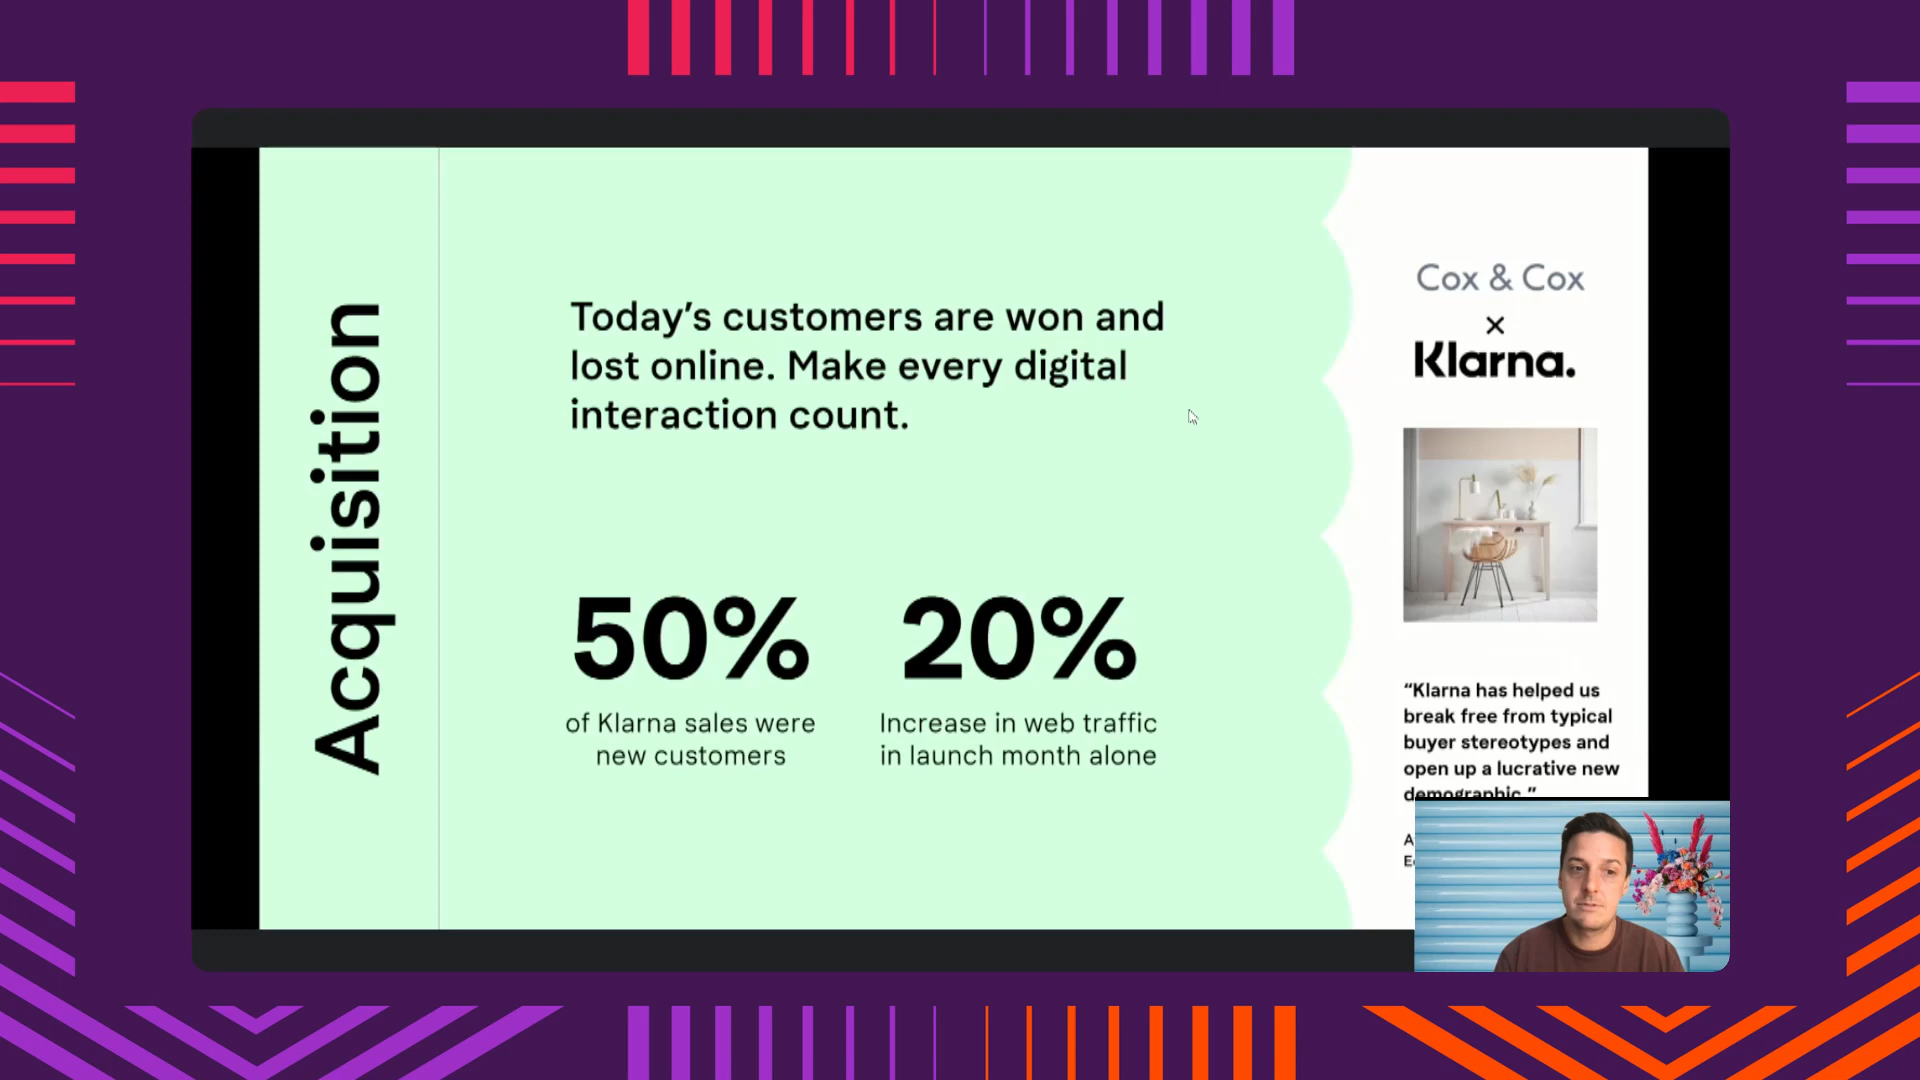 Acquisition
Today’s customers are won and
lost online. Make every digital
interaction count.
50%
of Klarna sales were
new customers
20%
Increase in web traffic
in launch month alone
Cox & Cox
×
Klarna.
“Klarna has helped us
break free from typical
buyer stereotypes and
open up a lucrative new
demographic.”